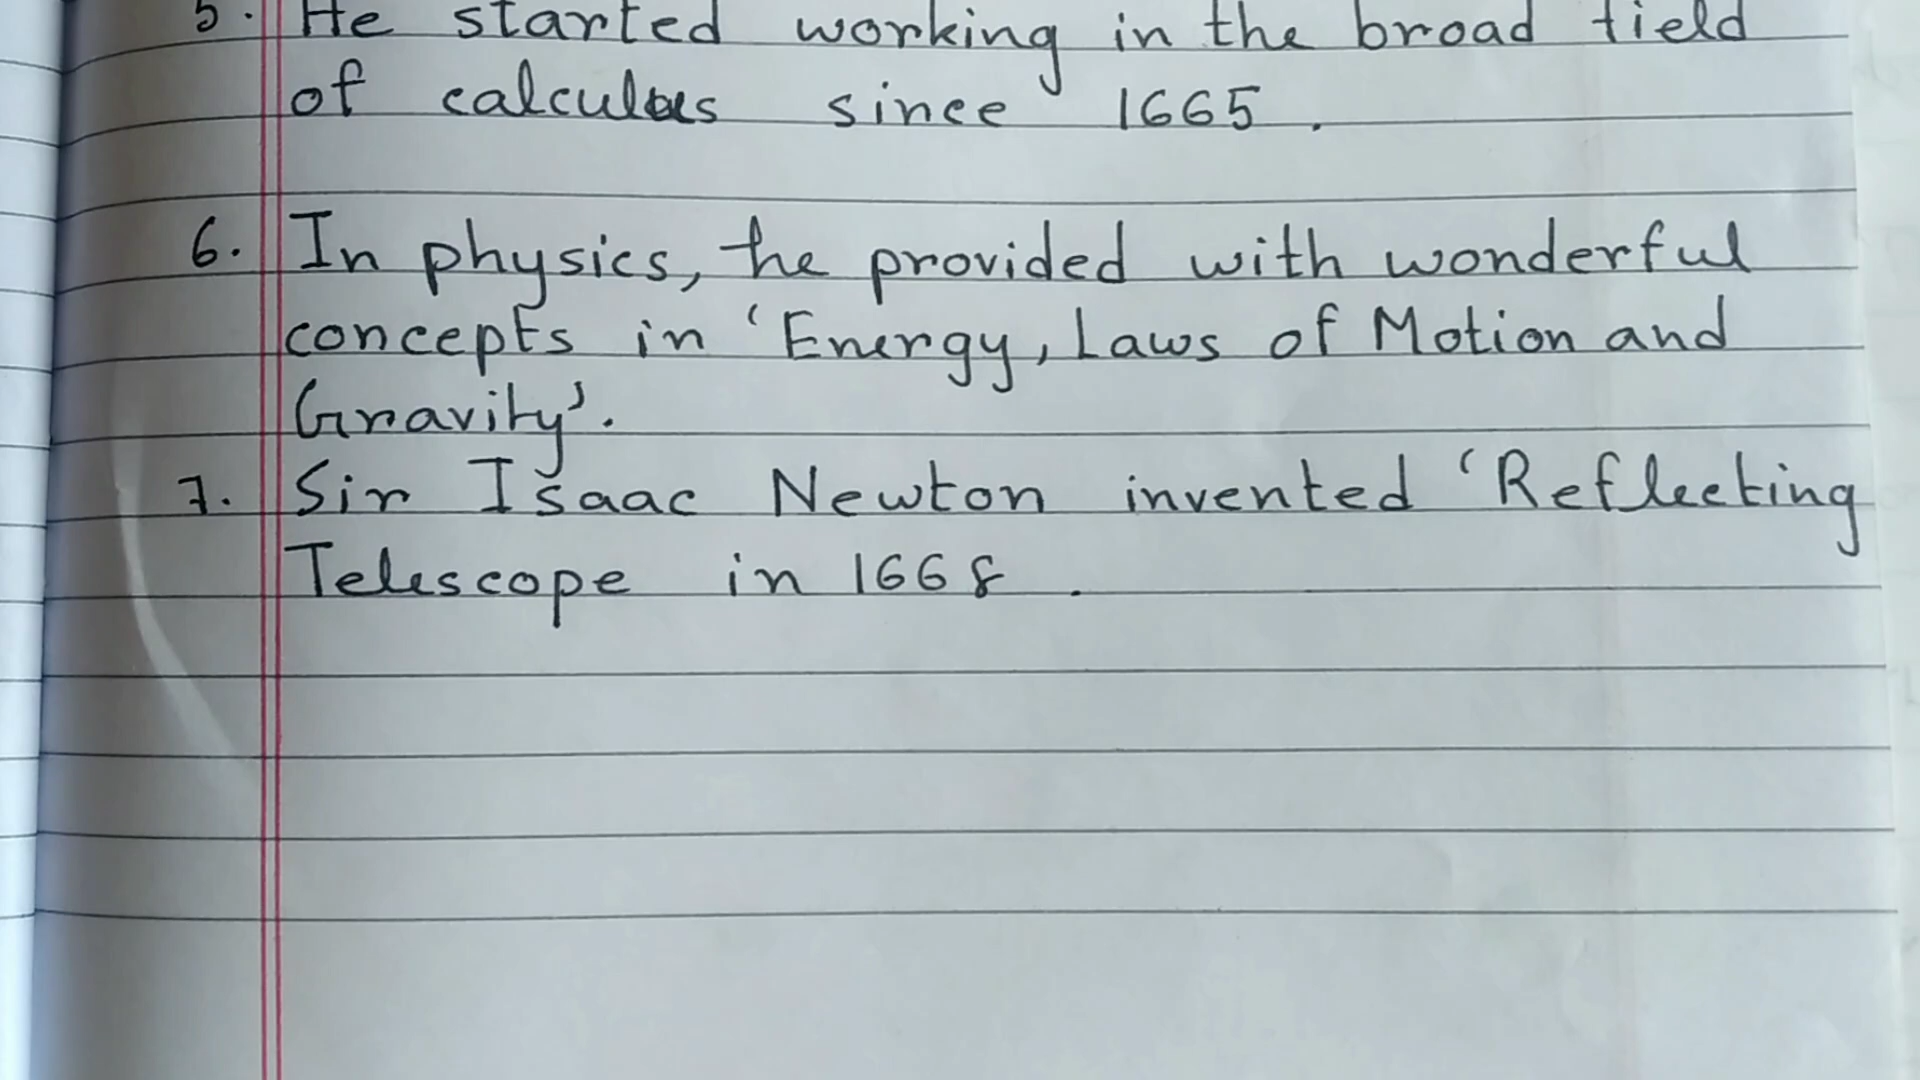 5. He started working in the broad field
of calculus since 1665.
6. In physics, he provided with wonderful
concepts in 'Energy, Laws of Motion and
Gravity'.
7. Sir Isaac Newton invented 'Reflecting
Telescope in 1668.